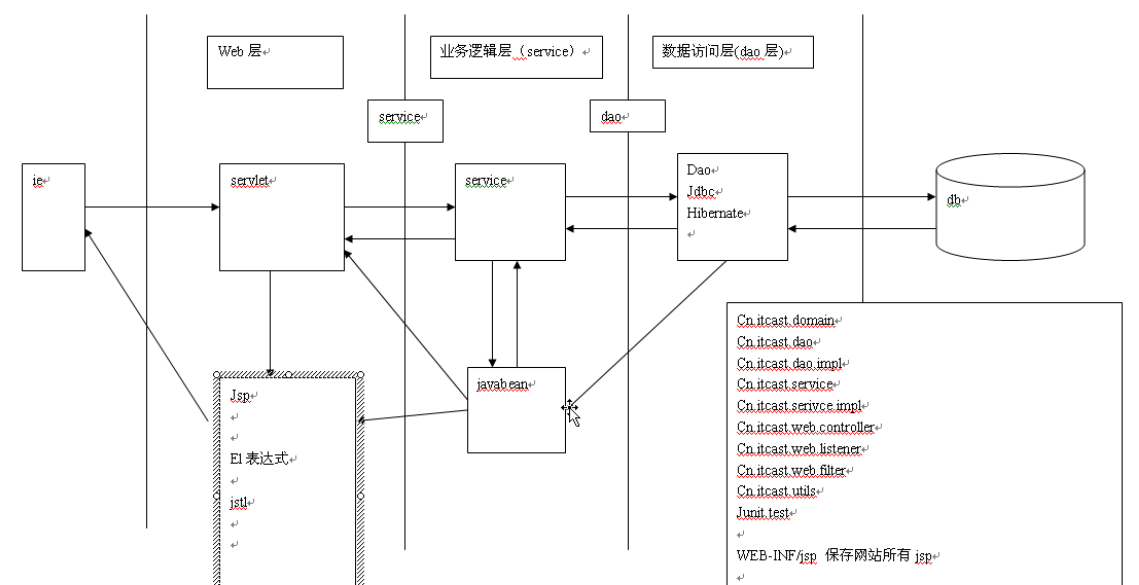 Web 层
业务逻辑层（service）
数据访问层(dao 层)
service
dao
ie
servlet
service
Dao
Jdbc
Hibernate
db
javabean
Jsp
El 表达式
jstl
Cn.itcast.domain
Cn.itcast.dao
Cn.itcast.dao.impl
Cn.itcast.service
Cn.itcast.serivce.impl
Cn.itcast.web.controller
Cn.itcast.web.listener
Cn.itcast.web.filter
Cn.itcast.utils
Junit.test
WEB-INF/jsp 保存网站所有 jsp